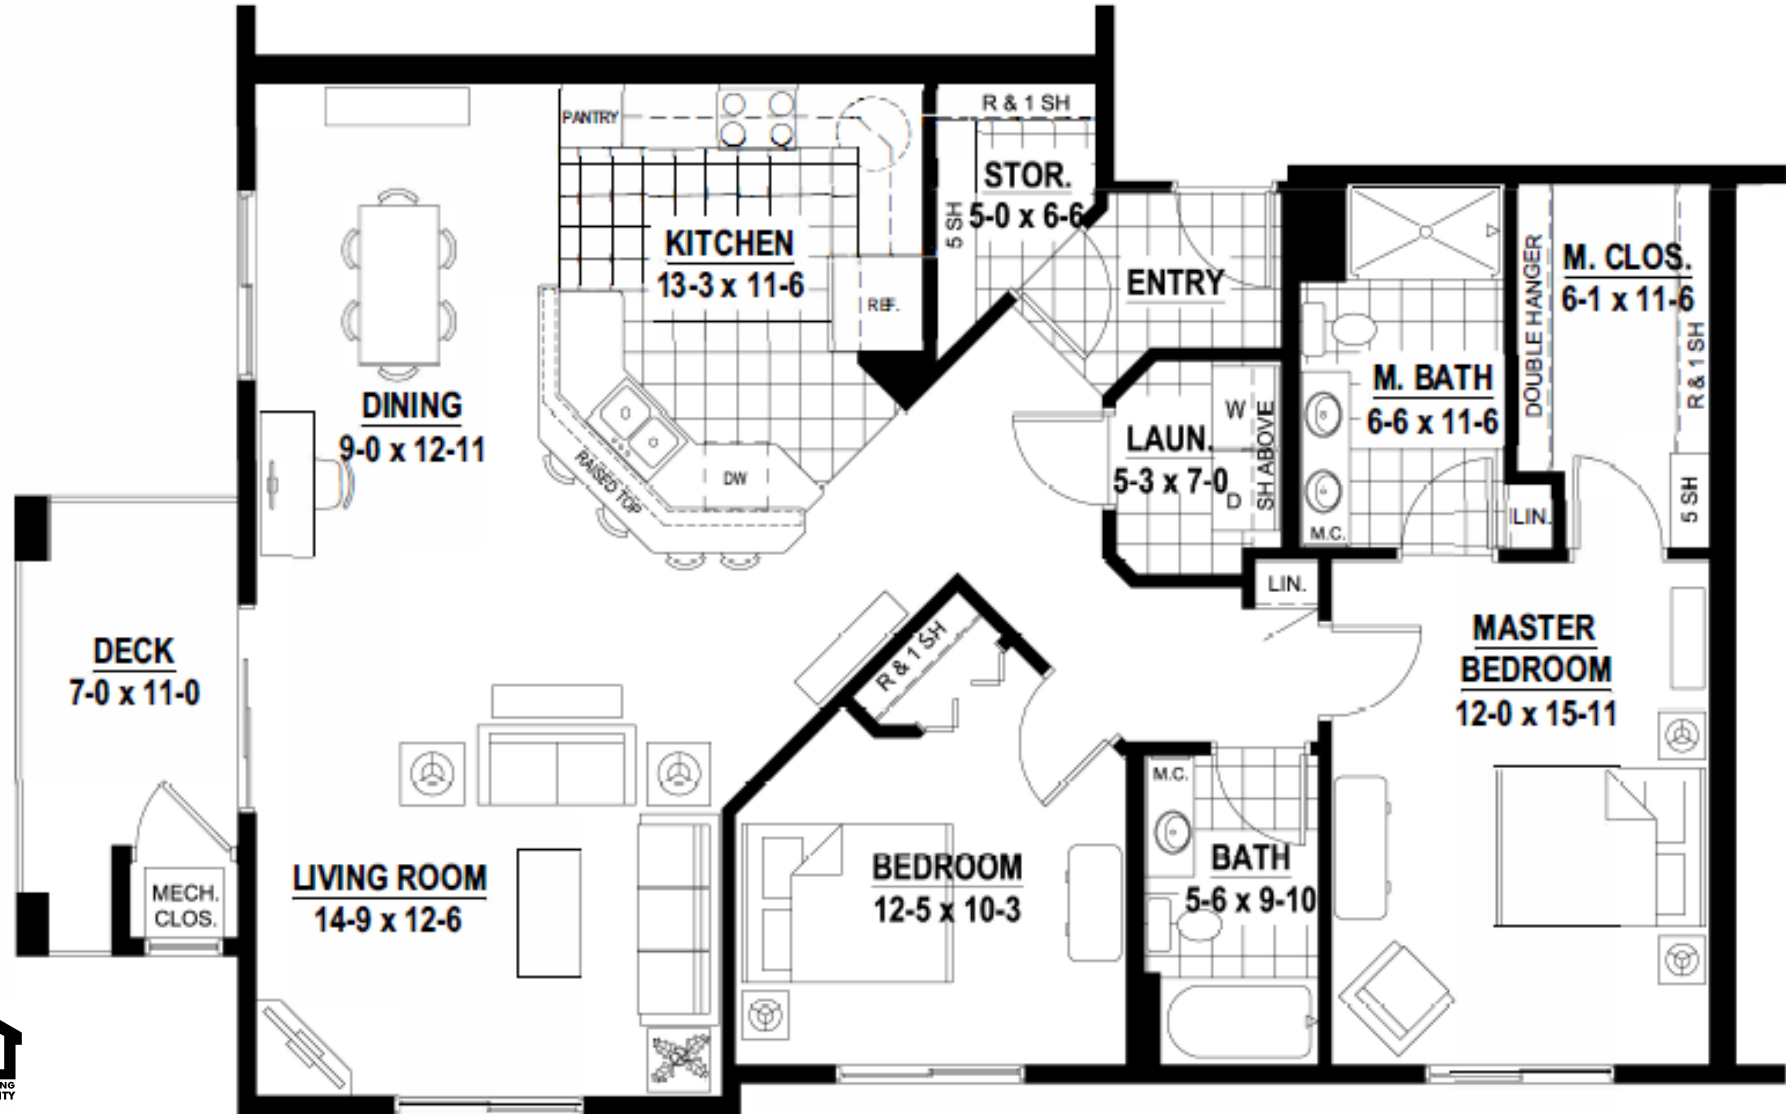 PANTRY
R & 1 SH
STOR.
5-0 x 6-6
5 SH
KITCHEN
13-3 x 11-6
REF.
ENTRY
M. CLOS.
6-1 x 11-6
DOUBLE HANGER
R & 1 SH
5 SH
M. BATH
6-6 x 11-6
DINING
9-0 x 12-11
W
LAUN.
5-3 x 7-0
D
SH ABOVE
RAISED TOP
DW
M.C.
LIN.
LIN.
DECK
7-0 x 11-0
R & 1 SH
MASTER
BEDROOM
12-0 x 15-11
M.C.
BATH
5-6 x 9-10
BEDROOM
12-5 x 10-3
LIVING ROOM
14-9 x 12-6
MECH.
CLOS.